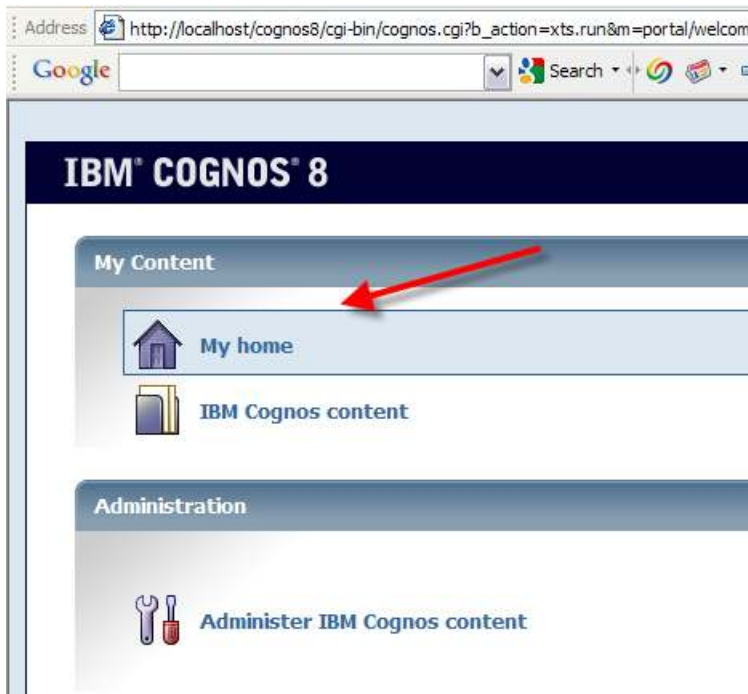 Address http://localhost/cognos8/cgi-bin/cognos.cgi?b_action=xts.run&m=portal/welcom
Google Search
IBM® COGNOS® 8
My Content
My home
IBM Cognos content
Administration
Administer IBM Cognos content